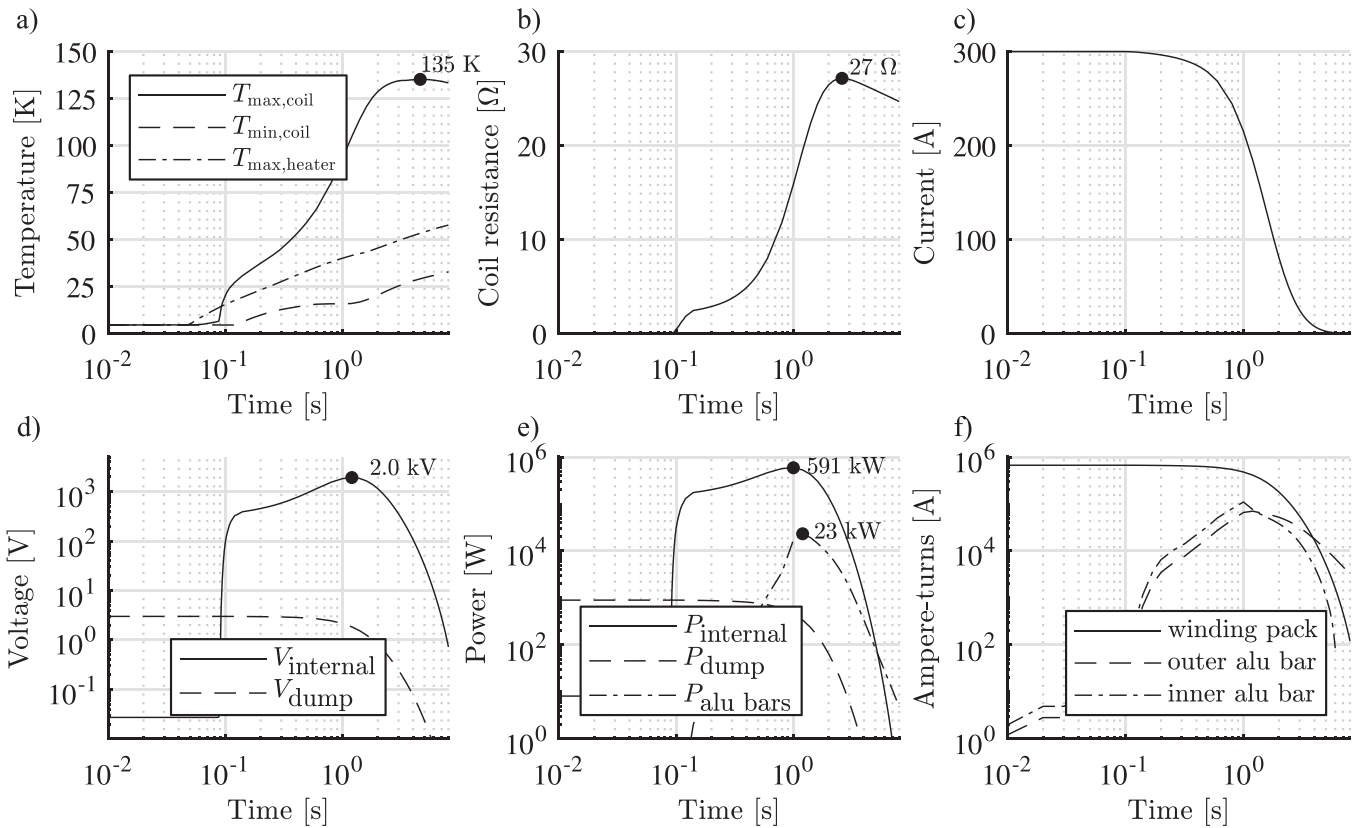 a)
150
125
100
75
50
25
0
Temperature [K]
135 K
T_max,coil
T_min,coil
T_max,heater
10^-2
10^-1
10^0
Time [s]
b)
30
20
10
0
Coil resistance [Ω]
27 Ω
10^-2
10^-1
10^0
Time [s]
c)
300
200
100
0
Current [A]
10^-2
10^-1
10^0
Time [s]
d)
10^3
10^2
10^1
10^0
10^-1
Voltage [V]
2.0 kV
V_internal
V_dump
10^-2
10^-1
10^0
Time [s]
e)
10^6
10^4
10^2
10^0
Power [W]
591 kW
23 kW
P_internal
P_dump
P_alu bars
10^-2
10^-1
10^0
Time [s]
f)
10^6
10^4
10^2
10^0
Ampere-turns [A]
winding pack
outer alu bar
inner alu bar
10^-2
10^-1
10^0
Time [s]